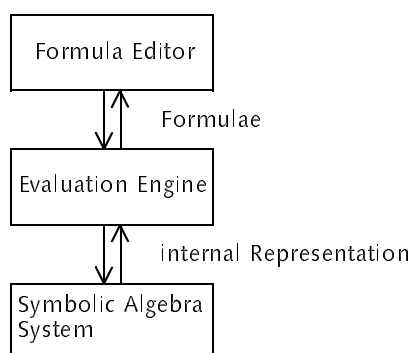 Formula Editor
Formulae
Evaluation Engine
internal Representation
Symbolic Algebra
System